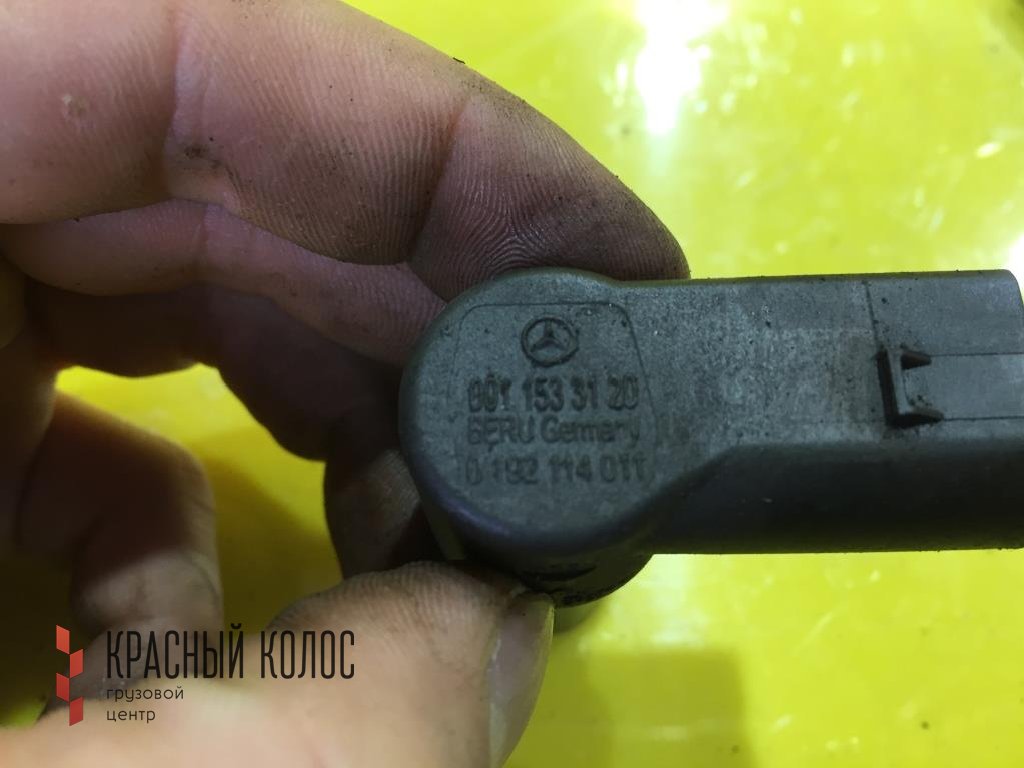 001 153 31 20
BERU Germany
0 192 114 011
КРАСНЫЙ КОЛОС
грузовой
центр